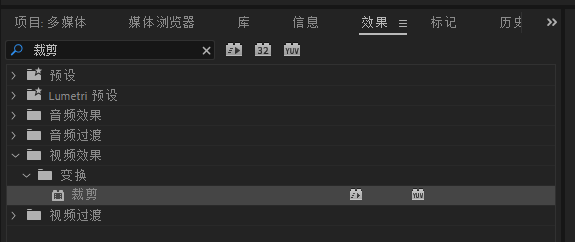 项目: 多媒体 媒体浏览器 库 信息 效果 标记 历史
裁剪 32 YUV
预设
Lumetri 预设
音频效果
音频过渡
视频效果
变换
裁剪 YUV
视频过渡